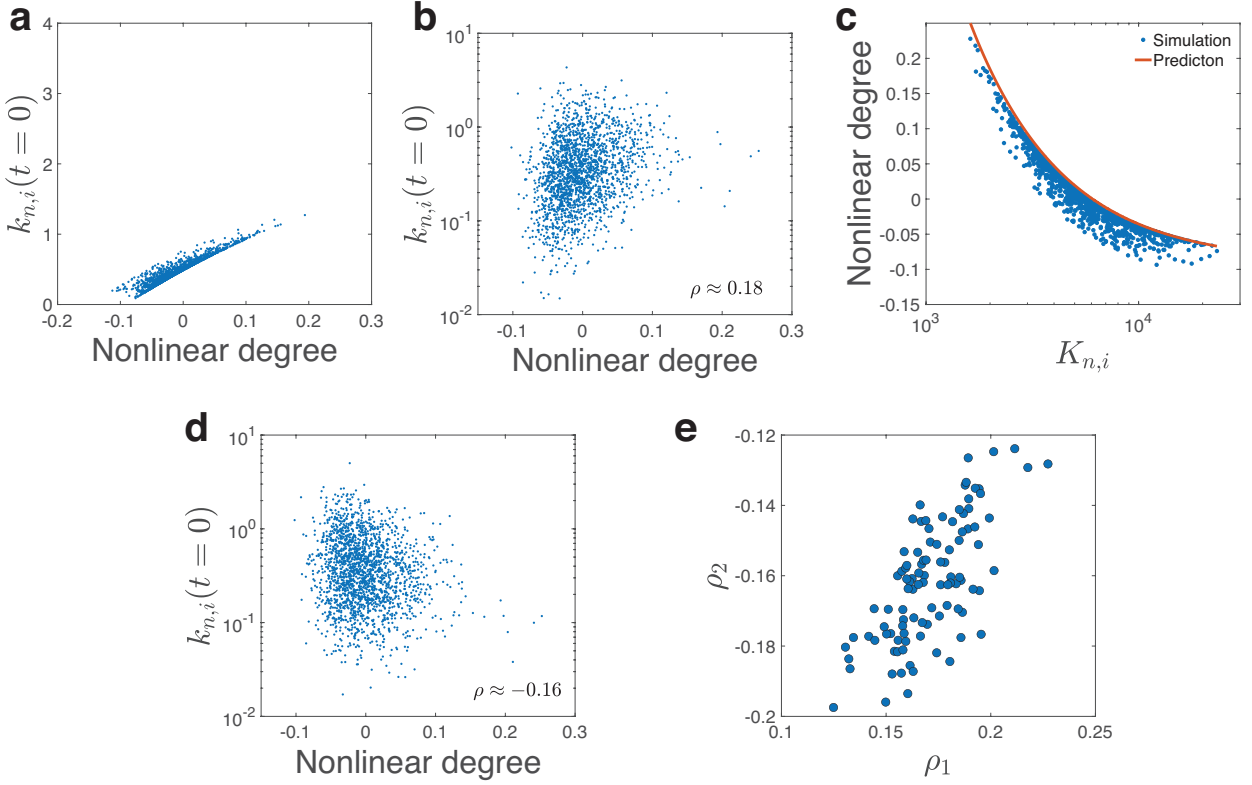 a
k_{n,i}(t = 0)
4
3
2
1
0
-0.2 -0.1 0 0.1 0.2 0.3
Nonlinear degree
b
k_{n,i}(t = 0)
10^1
10^0
10^{-1}
10^{-2}
ρ ≈ 0.18
-0.1 0 0.1 0.2 0.3
Nonlinear degree
c
Nonlinear degree
0.2
0.15
0.1
0.05
0
-0.05
-0.1
-0.15
Simulation
Predicton
10^3 10^4
K_{n,i}
d
k_{n,i}(t = 0)
10^1
10^0
10^{-1}
10^{-2}
ρ ≈ −0.16
-0.1 0 0.1 0.2 0.3
Nonlinear degree
e
ρ_2
-0.12
-0.14
-0.16
-0.18
-0.2
0.1 0.15 0.2 0.25
ρ_1